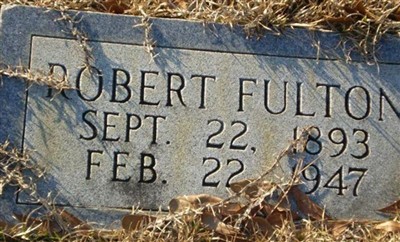 ROBERT FULTON
SEPT. 22, 1893
FEB. 22, 1947